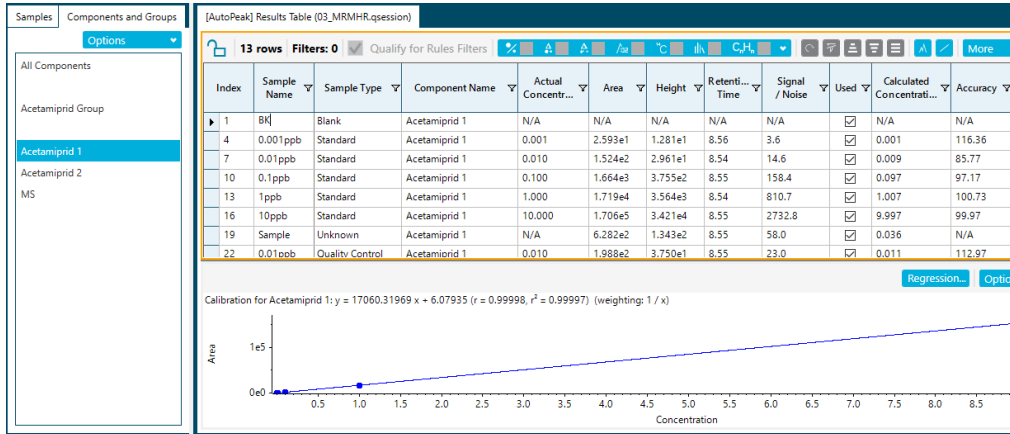 Samples
Components and Groups
Options
All Components
Acetamiprid Group
Acetamiprid 1
Acetamiprid 2
MS
[AutoPeak] Results Table (03_MRMHR.qsession)
13 rows Filters: 0 Qualify for Rules Filters More
Index Sample Name Sample Type Component Name Actual Concentr... Area Height Retenti... Time Signal / Noise Used Calculated Concentrati... Accuracy
1 BK Blank Acetamiprid 1 N/A N/A N/A N/A N/A N/A N/A
4 0.001ppb Standard Acetamiprid 1 0.001 2.593e1 1.281e1 8.56 3.6 0.001 116.36
7 0.01ppb Standard Acetamiprid 1 0.010 1.524e2 2.961e1 8.54 14.6 0.009 85.77
10 0.1ppb Standard Acetamiprid 1 0.100 1.664e3 3.755e2 8.55 158.4 0.097 97.17
13 1ppb Standard Acetamiprid 1 1.000 1.719e4 3.564e3 8.54 810.7 1.007 100.73
16 10ppb Standard Acetamiprid 1 10.000 1.706e5 3.421e4 8.55 2732.8 9.997 99.97
19 Sample Unknown Acetamiprid 1 N/A 6.282e2 1.343e2 8.55 58.0 0.036 N/A
22 0.01ppb Quality Control Acetamiprid 1 0.010 1.988e2 3.750e1 8.55 23.0 0.011 112.97
Regression...
Calibration for Acetamiprid 1: y = 17060.31969 x + 6.07935 (r = 0.99998, r² = 0.99997) (weighting: 1 / x)
Area
1e5
0e0
0.5 1.0 1.5 2.0 2.5 3.0 3.5 4.0 4.5 5.0 5.5 6.0 6.5 7.0 7.5 8.0 8.5
Concentration